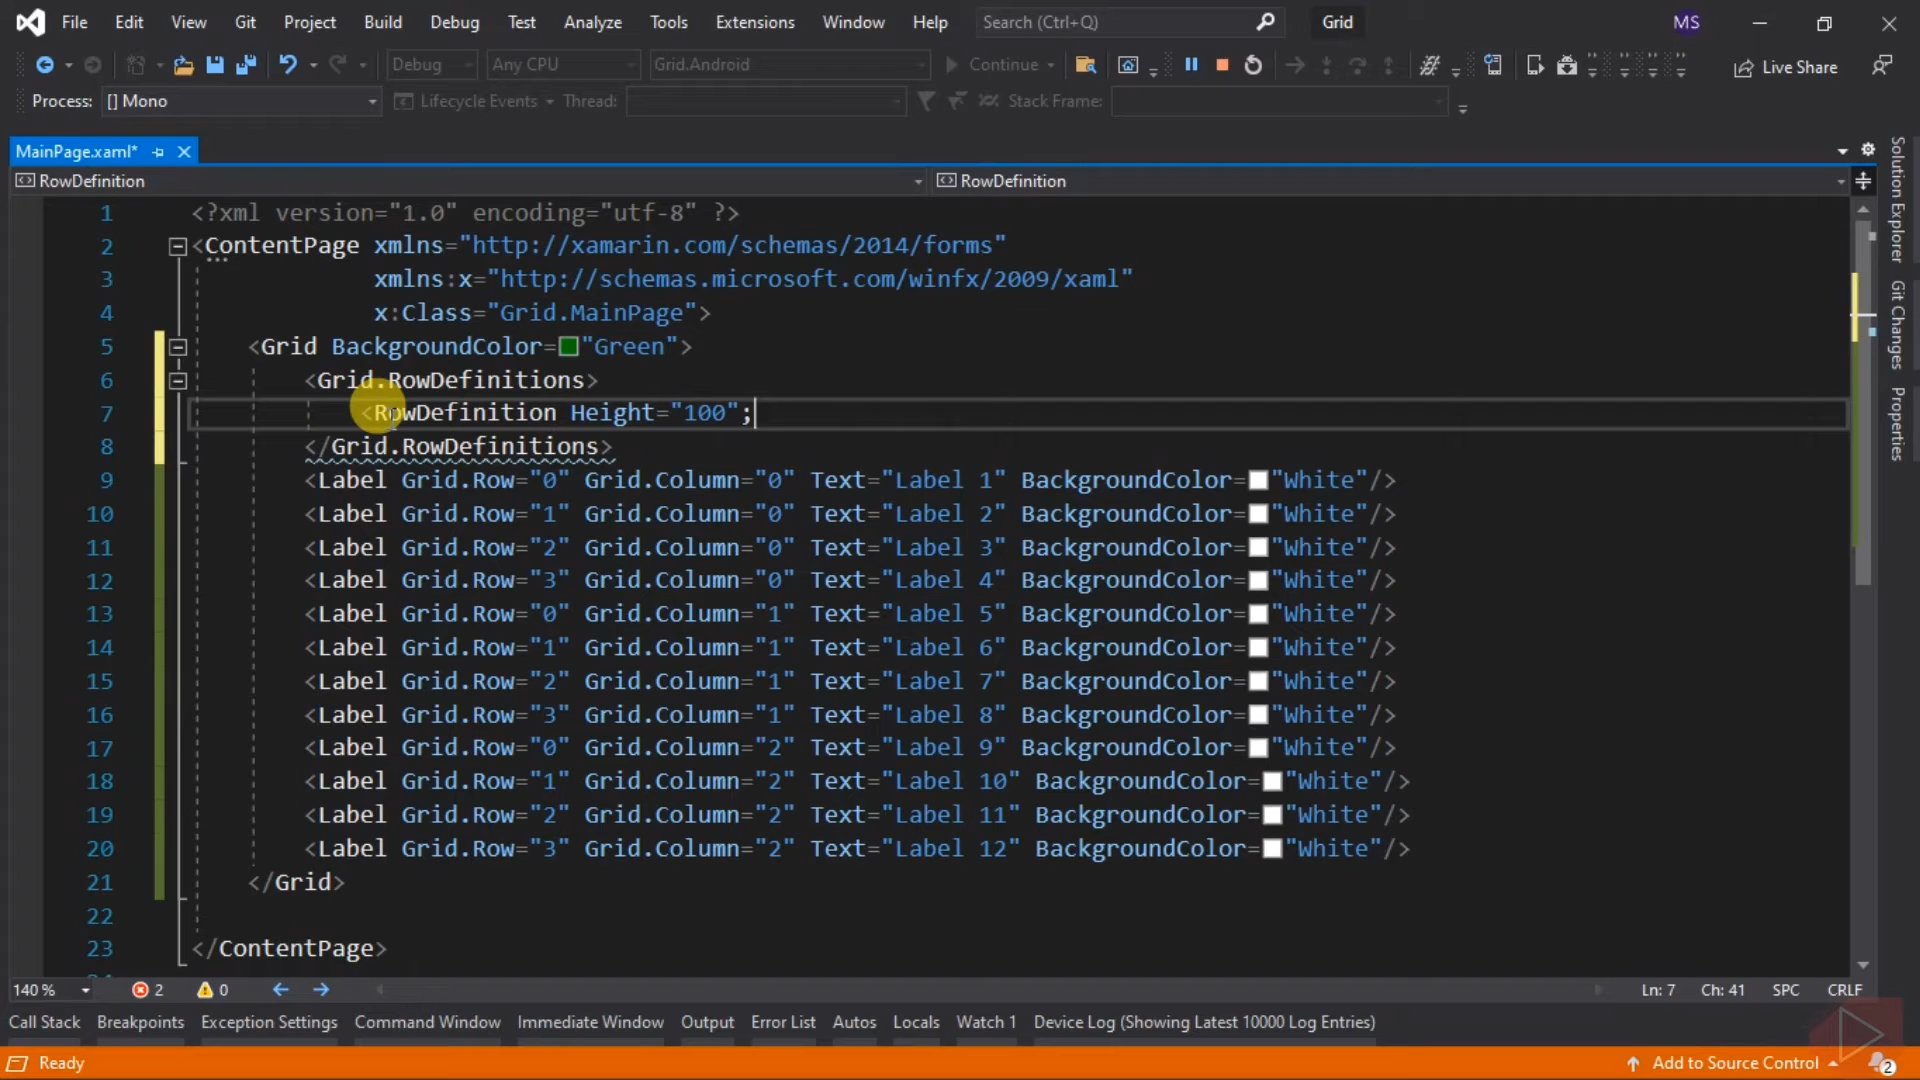 File Edit View Git Project Build Debug Test Analyze Tools Extensions Window Help Search (Ctrl+Q) Grid MS
Debug Any CPU Grid.Android Continue Live Share
Process: [] Mono Lifecycle Events Thread: Stack Frame:
MainPage.xaml*
RowDefinition RowDefinition
1 <?xml version="1.0" encoding="utf-8" ?>
2 <ContentPage xmlns="http://xamarin.com/schemas/2014/forms"
3 xmlns:x="http://schemas.microsoft.com/winfx/2009/xaml"
4 x:Class="Grid.MainPage">
5 <Grid BackgroundColor="Green">
6 <Grid.RowDefinitions>
7 <RowDefinition Height="100";
8 </Grid.RowDefinitions>
9 <Label Grid.Row="0" Grid.Column="0" Text="Label 1" BackgroundColor="White"/>
10 <Label Grid.Row="1" Grid.Column="0" Text="Label 2" BackgroundColor="White"/>
11 <Label Grid.Row="2" Grid.Column="0" Text="Label 3" BackgroundColor="White"/>
12 <Label Grid.Row="3" Grid.Column="0" Text="Label 4" BackgroundColor="White"/>
13 <Label Grid.Row="0" Grid.Column="1" Text="Label 5" BackgroundColor="White"/>
14 <Label Grid.Row="1" Grid.Column="1" Text="Label 6" BackgroundColor="White"/>
15 <Label Grid.Row="2" Grid.Column="1" Text="Label 7" BackgroundColor="White"/>
16 <Label Grid.Row="3" Grid.Column="1" Text="Label 8" BackgroundColor="White"/>
17 <Label Grid.Row="0" Grid.Column="2" Text="Label 9" BackgroundColor="White"/>
18 <Label Grid.Row="1" Grid.Column="2" Text="Label 10" BackgroundColor="White"/>
19 <Label Grid.Row="2" Grid.Column="2" Text="Label 11" BackgroundColor="White"/>
20 <Label Grid.Row="3" Grid.Column="2" Text="Label 12" BackgroundColor="White"/>
21 </Grid>
22
23 </ContentPage>
Solution Explorer
Git Changes
Properties
140 % 2 0 Ln: 7 Ch: 41 SPC CRLF
Call Stack Breakpoints Exception Settings Command Window Immediate Window Output Error List Autos Locals Watch 1 Device Log (Showing Latest 10000 Log Entries)
Ready Add to Source Control 2